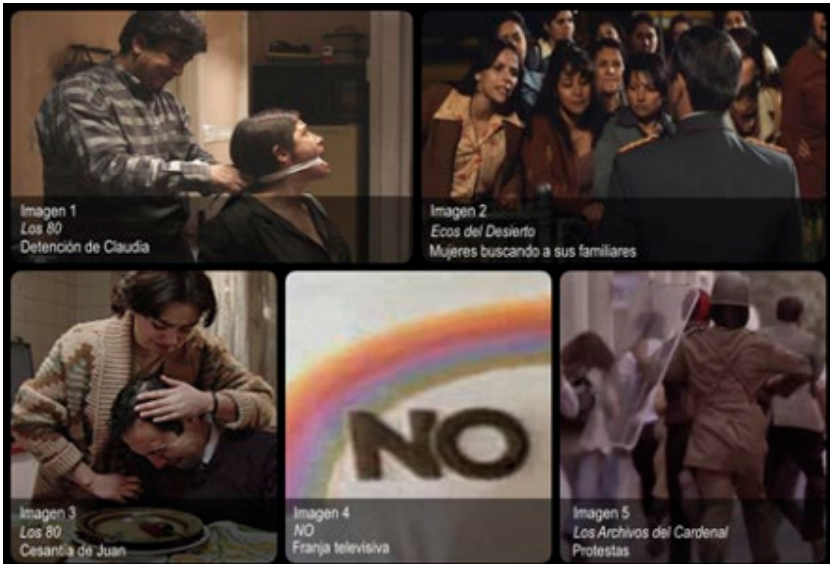 Imagen 1
Los 80
Detención de Claudia
Imagen 2
Ecos del Desierto
Mujeres buscando a sus familiares
Imagen 3
Los 80
Cesantía de Juan
NO
Imagen 4
NO
Franja televisiva
Imagen 5
Los Archivos del Cardenal
Protestas